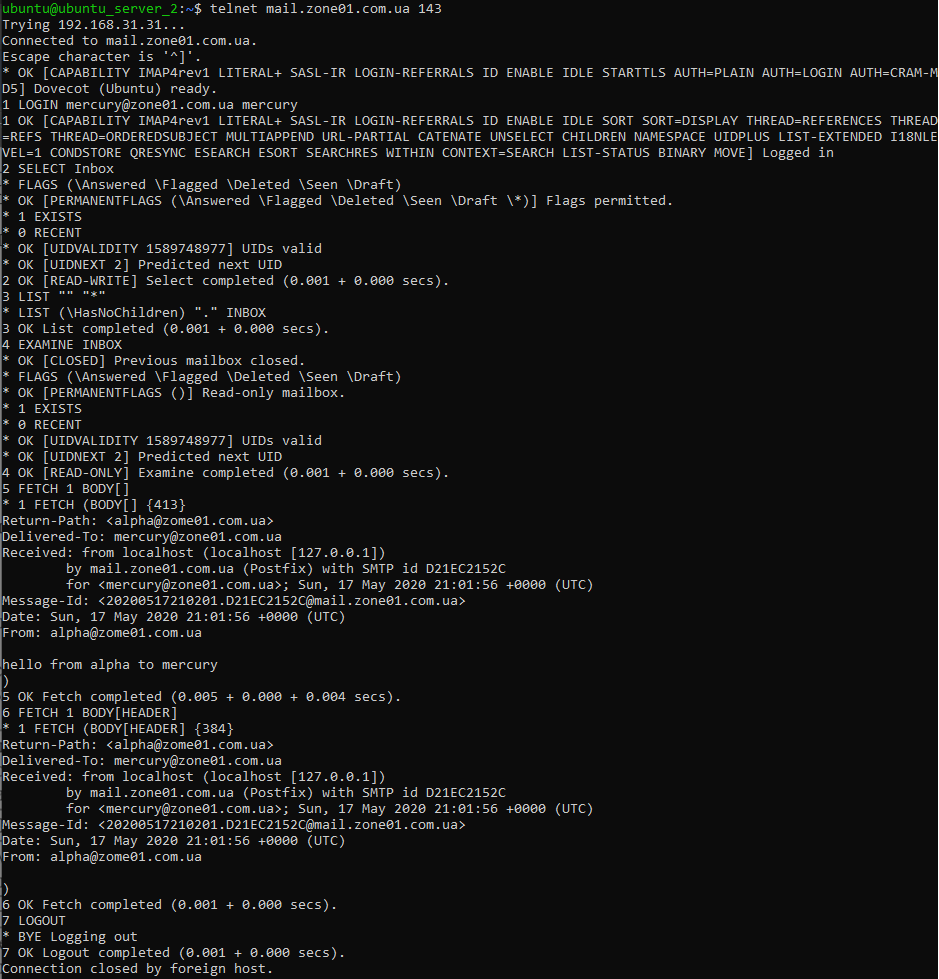 ubuntu@ubuntu_server_2:~$ telnet mail.zone01.com.ua 143
Trying 192.168.31.31...
Connected to mail.zone01.com.ua.
Escape character is '^]'.
* OK [CAPABILITY IMAP4rev1 LITERAL+ SASL-IR LOGIN-REFERRALS ID ENABLE IDLE STARTTLS AUTH=PLAIN AUTH=LOGIN AUTH=CRAM-M
D5] Dovecot (Ubuntu) ready.
1 LOGIN mercury@zone01.com.ua mercury
1 OK [CAPABILITY IMAP4rev1 LITERAL+ SASL-IR LOGIN-REFERRALS ID ENABLE IDLE SORT SORT=DISPLAY THREAD=REFERENCES THREAD
=REFS THREAD=ORDEREDSUBJECT MULTIAPPEND URL-PARTIAL CATENATE UNSELECT CHILDREN NAMESPACE UIDPLUS LIST-EXTENDED I18NLE
VEL=1 CONDSTORE QRESYNC ESEARCH ESORT SEARCHRES WITHIN CONTEXT=SEARCH LIST-STATUS BINARY MOVE] Logged in
2 SELECT Inbox
* FLAGS (\Answered \Flagged \Deleted \Seen \Draft)
* OK [PERMANENTFLAGS (\Answered \Flagged \Deleted \Seen \Draft \*)] Flags permitted.
* 1 EXISTS
* 0 RECENT
* OK [UIDVALIDITY 1589748977] UIDs valid
* OK [UIDNEXT 2] Predicted next UID
2 OK [READ-WRITE] Select completed (0.001 + 0.000 secs).
3 LIST "" "*"
* LIST (\HasNoChildren) "." INBOX
3 OK List completed (0.001 + 0.000 secs).
4 EXAMINE INBOX
* OK [CLOSED] Previous mailbox closed.
* FLAGS (\Answered \Flagged \Deleted \Seen \Draft)
* OK [PERMANENTFLAGS ()] Read-only mailbox.
* 1 EXISTS
* 0 RECENT
* OK [UIDVALIDITY 1589748977] UIDs valid
* OK [UIDNEXT 2] Predicted next UID
4 OK [READ-ONLY] Examine completed (0.001 + 0.000 secs).
5 FETCH 1 BODY[]
* 1 FETCH (BODY[] {413}
Return-Path: <alpha@zome01.com.ua>
Delivered-To: mercury@zone01.com.ua
Received: from localhost (localhost [127.0.0.1])
        by mail.zone01.com.ua (Postfix) with SMTP id D21EC2152C
        for <mercury@zone01.com.ua>; Sun, 17 May 2020 21:01:56 +0000 (UTC)
Message-Id: <20200517210201.D21EC2152C@mail.zone01.com.ua>
Date: Sun, 17 May 2020 21:01:56 +0000 (UTC)
From: alpha@zome01.com.ua

hello from alpha to mercury
)
5 OK Fetch completed (0.005 + 0.000 + 0.004 secs).
6 FETCH 1 BODY[HEADER]
* 1 FETCH (BODY[HEADER] {384}
Return-Path: <alpha@zome01.com.ua>
Delivered-To: mercury@zone01.com.ua
Received: from localhost (localhost [127.0.0.1])
        by mail.zone01.com.ua (Postfix) with SMTP id D21EC2152C
        for <mercury@zone01.com.ua>; Sun, 17 May 2020 21:01:56 +0000 (UTC)
Message-Id: <20200517210201.D21EC2152C@mail.zone01.com.ua>
Date: Sun, 17 May 2020 21:01:56 +0000 (UTC)
From: alpha@zome01.com.ua

)
6 OK Fetch completed (0.001 + 0.000 secs).
7 LOGOUT
* BYE Logging out
7 OK Logout completed (0.001 + 0.000 secs).
Connection closed by foreign host.